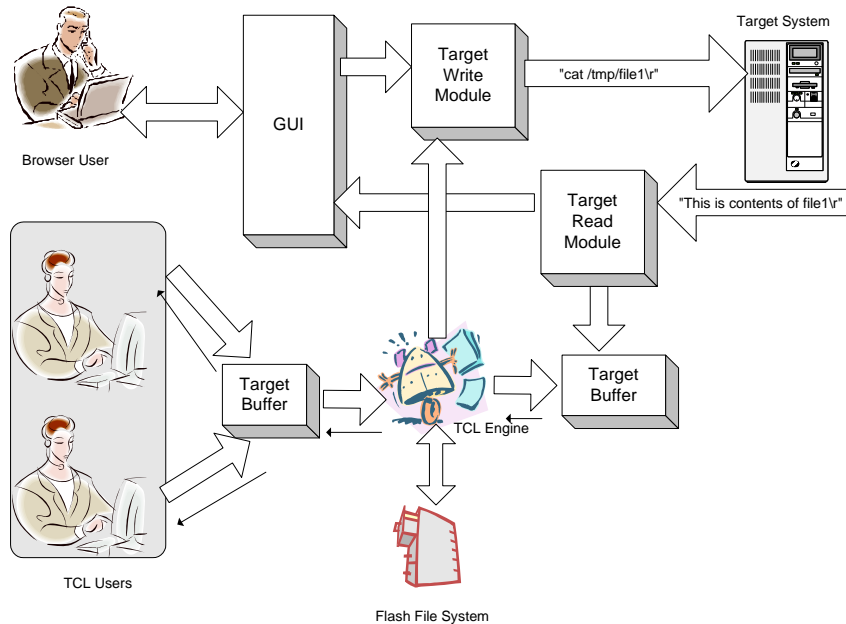 Target System
Target
Write
Module
"cat /tmp/file1\r"
GUI
Browser User
Target
Read
Module
"This is contents of file1\r"
Target
Buffer
Target
Buffer
TCL Engine
TCL Users
Flash File System